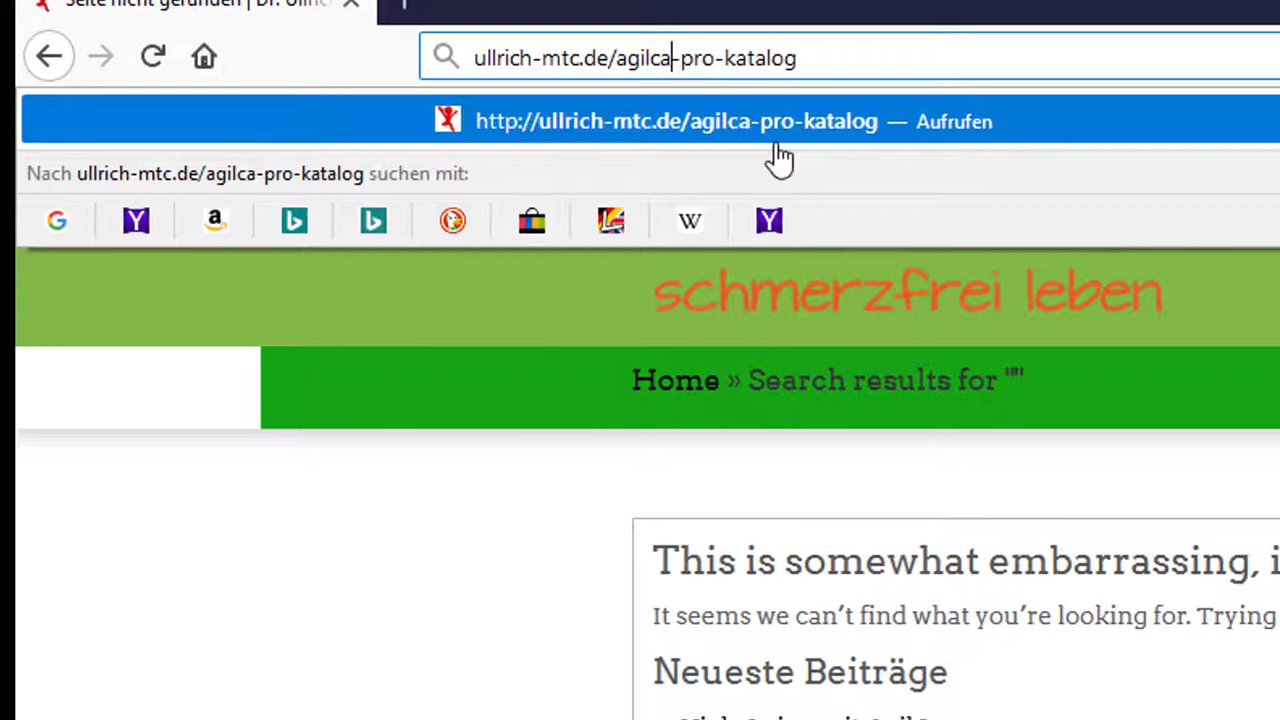 Seite nicht gefunden | Dr. Ullric
ullrich-mtc.de/agilca-pro-katalog
http://ullrich-mtc.de/agilca-pro-katalog — Aufrufen
Nach ullrich-mtc.de/agilca-pro-katalog suchen mit:
schmerzfrei leben
Home » Search results for ""
This is somewhat embarrassing, i
It seems we can’t find what you’re looking for. Trying
Neueste Beiträge